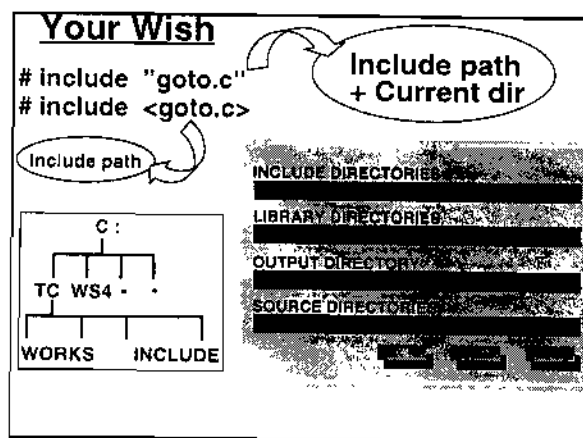 Your Wish
# include "goto.c"
# include <goto.c>
Include path
+ Current dir
Include path
C :
TC WS4 - -
WORKS INCLUDE
INCLUDE DIRECTORIES
LIBRARY DIRECTORIES
OUTPUT DIRECTORY
SOURCE DIRECTORIES